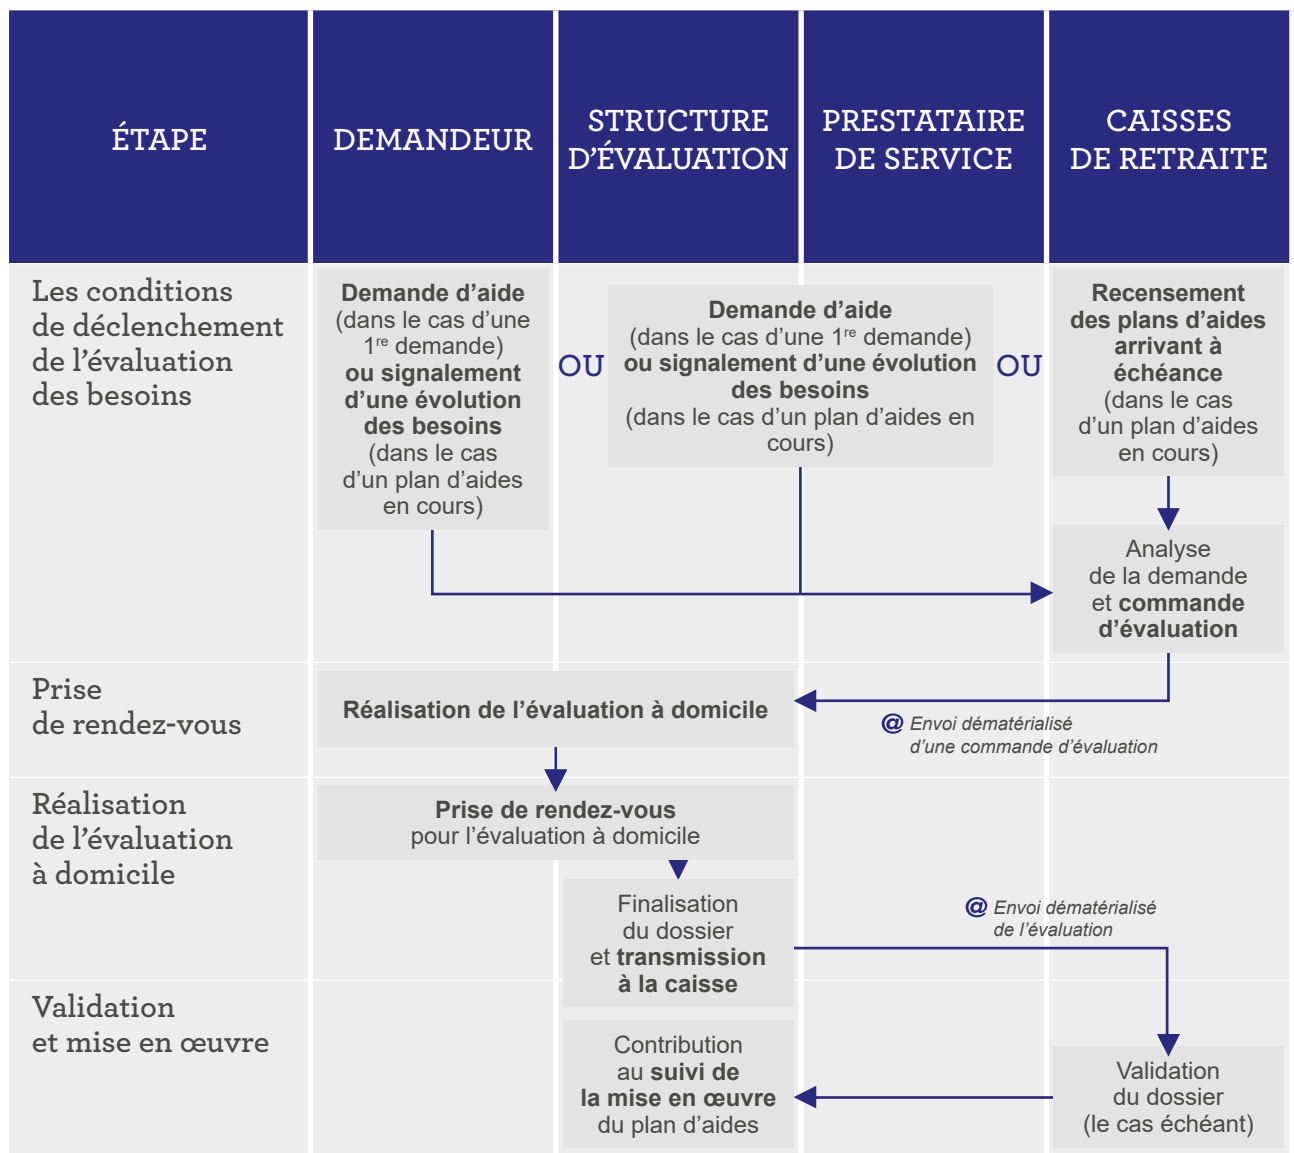 ÉTAPE
DEMANDEUR
STRUCTURE
D’ÉVALUATION
PRESTATAIRE
DE SERVICE
CAISSES
DE RETRAITE
Les conditions
de déclenchement
de l’évaluation
des besoins
Demande d’aide
(dans le cas d’une
1re demande)
ou signalement
d’une évolution
des besoins
(dans le cas
d’un plan d’aides
en cours)
OU
Demande d’aide
(dans le cas d’une 1re demande)
ou signalement d’une évolution
des besoins
(dans le cas d’un plan d’aides en
cours)
OU
Recensement
des plans d’aides
arrivant à
échéance
(dans le cas
d’un plan d’aides
en cours)
Analyse
de la demande
et commande
d’évaluation
Prise
de rendez-vous
Réalisation de l’évaluation à domicile
@ Envoi dématérialisé
d’une commande d’évaluation
Réalisation
de l’évaluation
à domicile
Prise de rendez-vous
pour l’évaluation à domicile
Finalisation
du dossier
et transmission
à la caisse
@ Envoi dématérialisé
de l’évaluation
Validation
et mise en œuvre
Contribution
au suivi de
la mise en œuvre
du plan d’aides
Validation
du dossier
(le cas échéant)